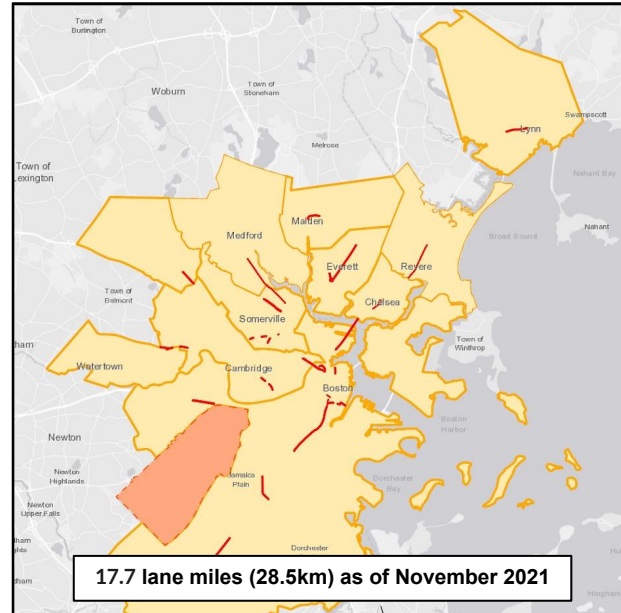 Town of
Burlington
Woburn
Town of
Stoneham
Melrose
Swampscott
Lynn
Town of
Lexington
Nahant Bay
Malden
Medford
Nahant
Broad Sound
Everett
Revere
Town of
Belmont
Chelsea
Somerville
Town of
Winthrop
Watertown
Cambridge
Boston
Boston
Harbor
Newton
Newton
Highlands
Jamaica
Plain
Dorchester
Bay
Newton
Upper Falls
Dorchester
17.7 lane miles (28.5km) as of November 2021